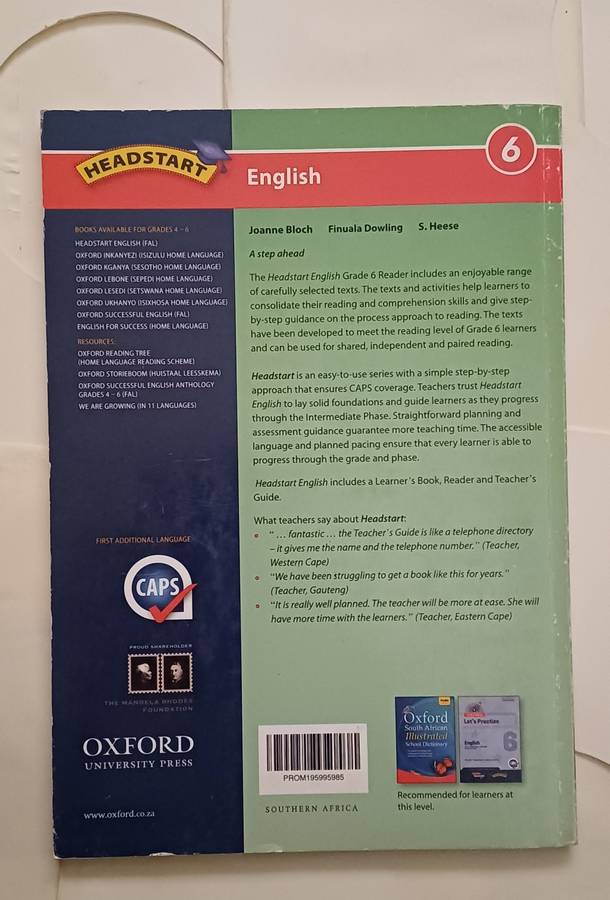 HEADSTART
English
6
BOOKS AVAILABLE FOR GRADES 4 – 6
HEADSTART ENGLISH (FAL)
OXFORD INKANYEZI (ISIZULU HOME LANGUAGE)
OXFORD KGANYA (SESOTHO HOME LANGUAGE)
OXFORD LEBONE (SEPEDI HOME LANGUAGE)
OXFORD LESEDI (SETSWANA HOME LANGUAGE)
OXFORD UKHANYO (ISIXHOSA HOME LANGUAGE)
OXFORD SUCCESSFUL ENGLISH (FAL)
ENGLISH FOR SUCCESS (HOME LANGUAGE)
RESOURCES:
OXFORD READING TREE
(HOME LANGUAGE READING SCHEME)
OXFORD STORIEBOOM (HUISTAAL LEESSKEMA)
OXFORD SUCCESSFUL ENGLISH ANTHOLOGY
GRADES 4 – 6 (FAL)
WE ARE GROWING (IN 11 LANGUAGES)
FIRST ADDITIONAL LANGUAGE
CAPS
PROUD SHAREHOLDER
THE MANDELA RHODES
FOUNDATION
OXFORD
UNIVERSITY PRESS
www.oxford.co.za
Joanne Bloch Finuala Dowling S. Heese
A step ahead
The Headstart English Grade 6 Reader includes an enjoyable range
of carefully selected texts. The texts and activities help learners to
consolidate their reading and comprehension skills and give step-
by-step guidance on the process approach to reading. The texts
have been developed to meet the reading level of Grade 6 learners
and can be used for shared, independent and paired reading.
Headstart is an easy-to-use series with a simple step-by-step
approach that ensures CAPS coverage. Teachers trust Headstart
English to lay solid foundations and guide learners as they progress
through the Intermediate Phase. Straightforward planning and
assessment guidance guarantee more teaching time. The accessible
language and planned pacing ensure that every learner is able to
progress through the grade and phase.
Headstart English includes a Learner's Book, Reader and Teacher's
Guide.
What teachers say about Headstart:
" ... fantastic ... the Teacher's Guide is like a telephone directory
– it gives me the name and the telephone number." (Teacher,
Western Cape)
"We have been struggling to get a book like this for years."
(Teacher, Gauteng)
"It is really well planned. The teacher will be more at ease. She will
have more time with the learners." (Teacher, Eastern Cape)
PROM195995985
SOUTHERN AFRICA
Oxford
South African
Illustrated
School Dictionary
Let's Practise
English
6
Recommended for learners at
this level.